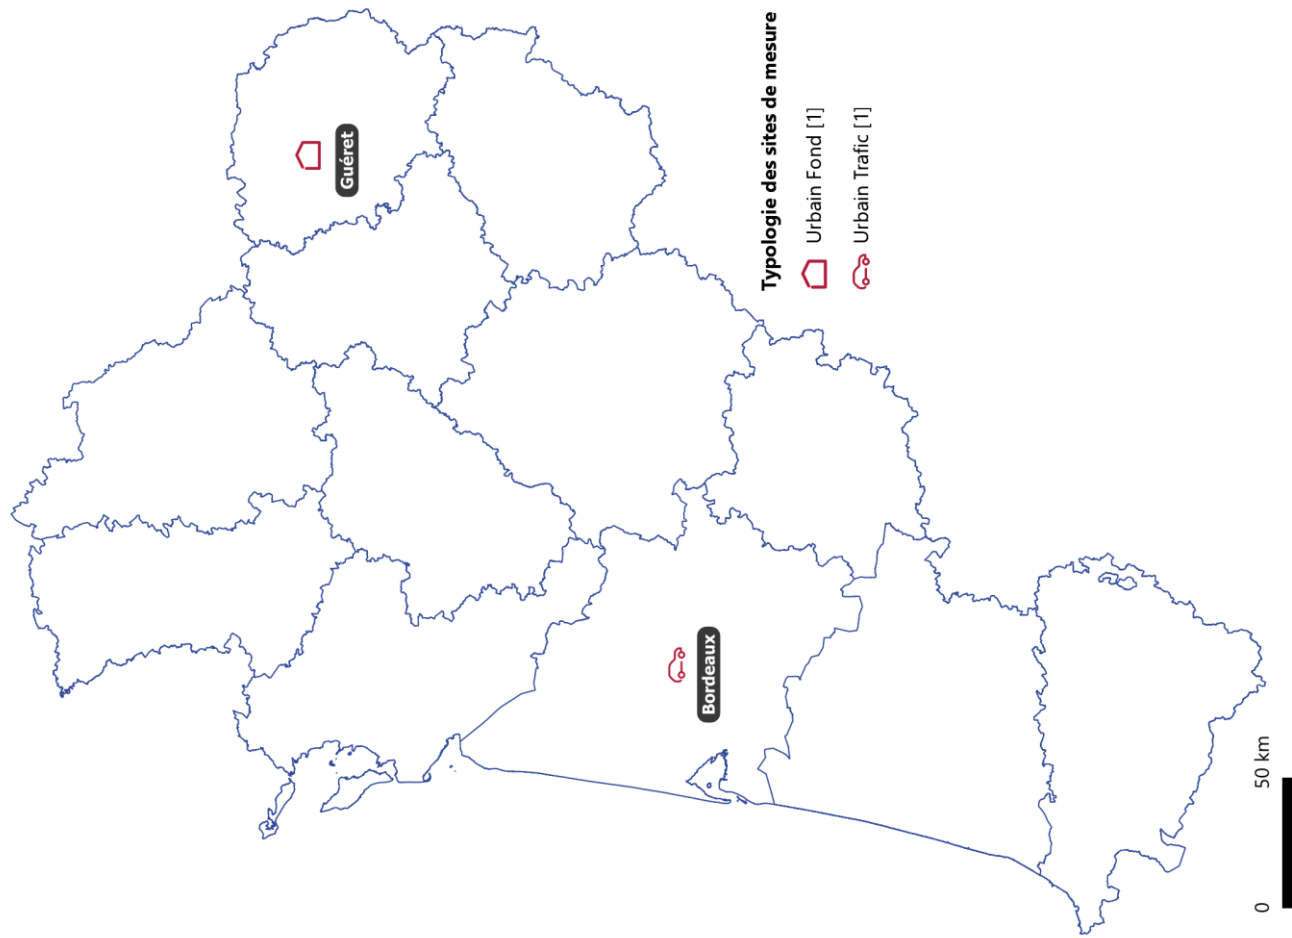 Guéret
Typologie des sites de mesure
Urbain Fond [1]
Urbain Trafic [1]
Bordeaux
0
50 km